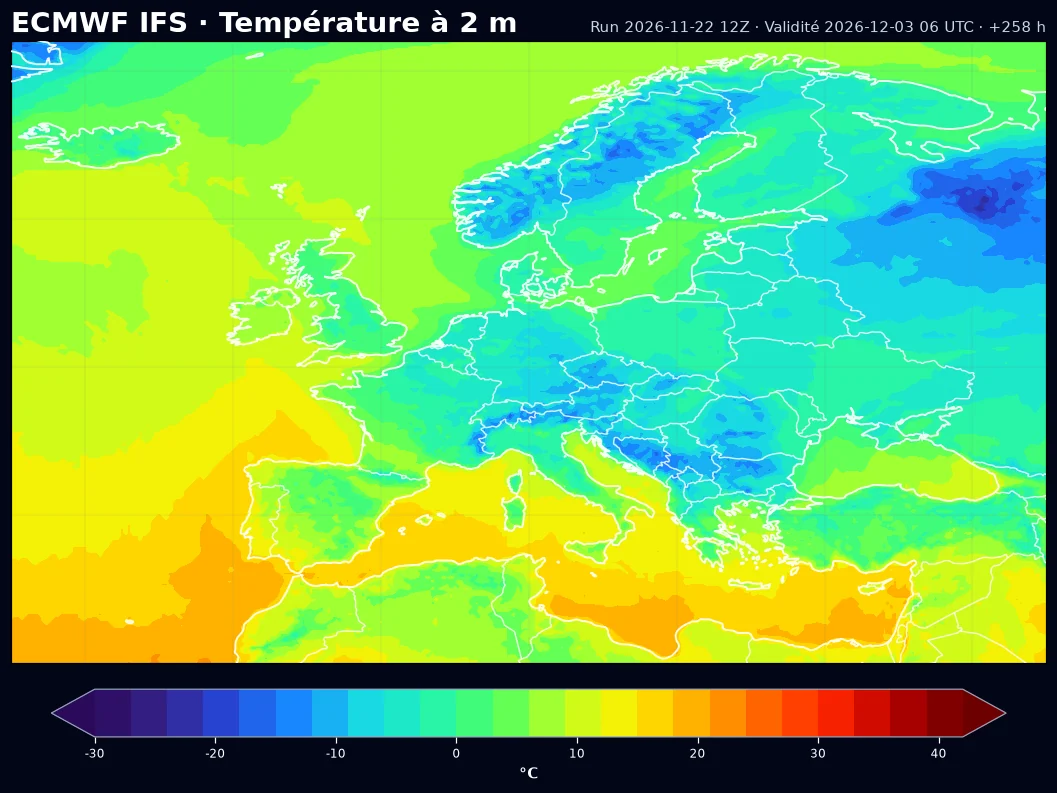 ECMWF IFS · Température à 2 m
Run 2026-11-22 12Z · Validité 2026-12-03 06 UTC · +258 h
-30 -20 -10 0 10 20 30 40
°C